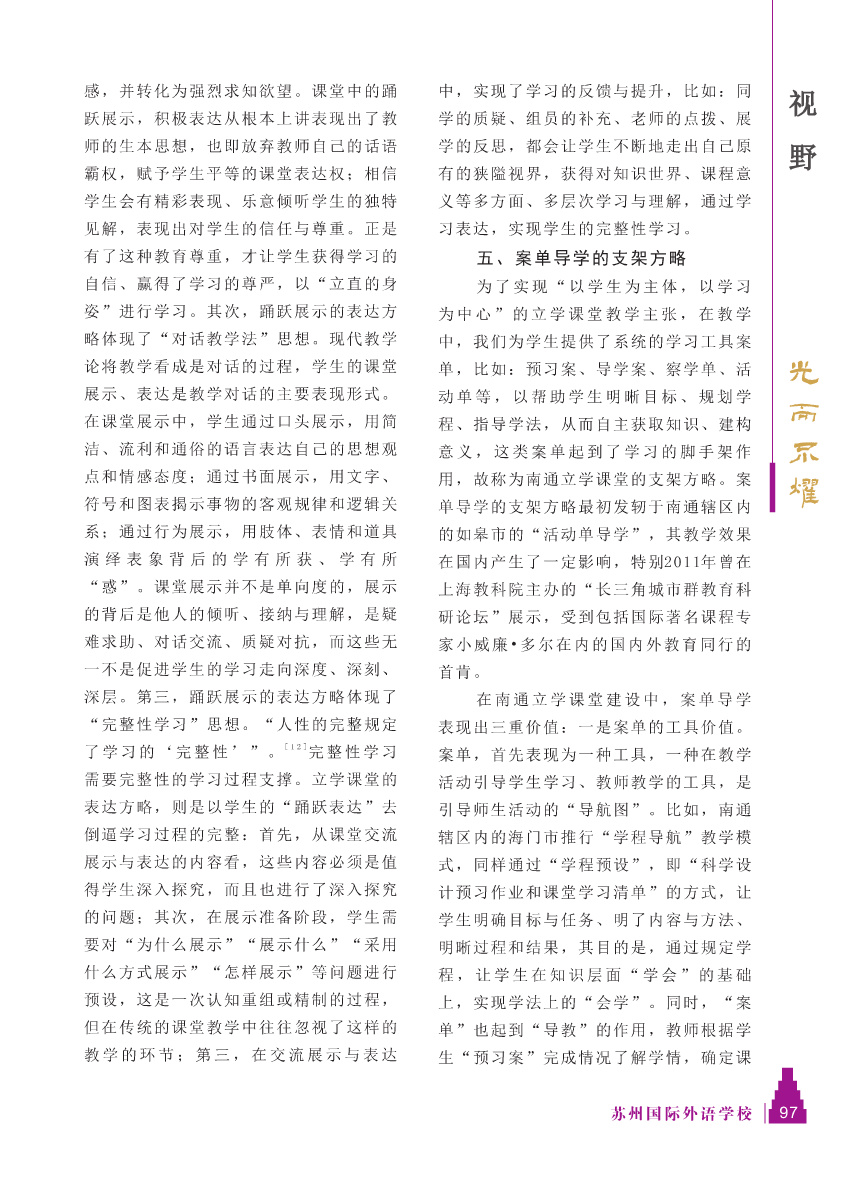 感，并转化为强烈求知欲望。课堂中的踊
跃展示，积极表达从根本上讲表现出了教
师的生本思想，也即放弃教师自己的话语
霸权，赋予学生平等的课堂表达权；相信
学生会有精彩表现、乐意倾听学生的独特
见解，表现出对学生的信任与尊重。正是
有了这种教育尊重，才让学生获得学习的
自信、赢得了学习的尊严，以“立直的身
姿”进行学习。其次，踊跃展示的表达方
略体现了“对话教学法”思想。现代教学
论将教学看成是对话的过程，学生的课堂
展示、表达是教学对话的主要表现形式。
在课堂展示中，学生通过口头展示，用简
洁、流利和通俗的语言表达自己的思想观
点和情感态度；通过书面展示，用文字、
符号和图表揭示事物的客观规律和逻辑关
系；通过行为展示，用肢体、表情和道具
演绎表象背后的学有所获、学有所
“惑”。课堂展示并不是单向度的，展示
的背后是他人的倾听、接纳与理解，是疑
难求助、对话交流、质疑对抗，而这些无
一不是促进学生的学习走向深度、深刻、
深层。第三，踊跃展示的表达方略体现了
“完整性学习”思想。“人性的完整规定
了学习的‘完整性’”。[12]完整性学习
需要完整性的学习过程支撑。立学课堂的
表达方略，则是以学生的“踊跃表达”去
倒逼学习过程的完整：首先，从课堂交流
展示与表达的内容看，这些内容必须是值
得学生深入探究，而且也进行了深入探究
的问题；其次，在展示准备阶段，学生需
要对“为什么展示”“展示什么”“采用
什么方式展示”“怎样展示”等问题进行
预设，这是一次认知重组或精制的过程，
但在传统的课堂教学中往往忽视了这样的
教学的环节；第三，在交流展示与表达
中，实现了学习的反馈与提升，比如：同
学的质疑、组员的补充、老师的点拨、展
学的反思，都会让学生不断地走出自己原
有的狭隘视界，获得对知识世界、课程意
义等多方面、多层次学习与理解，通过学
习表达，实现学生的完整性学习。
五、案单导学的支架方略
为了实现“以学生为主体，以学习
为中心”的立学课堂教学主张，在教学
中，我们为学生提供了系统的学习工具案
单，比如：预习案、导学案、察学单、活
动单等，以帮助学生明晰目标、规划学
程、指导学法，从而自主获取知识、建构
意义，这类案单起到了学习的脚手架作
用，故称为南通立学课堂的支架方略。案
单导学的支架方略最初发轫于南通辖区内
的如皋市的“活动单导学”，其教学效果
在国内产生了一定影响，特别2011年曾在
上海教科院主办的“长三角城市群教育科
研论坛”展示，受到包括国际著名课程专
家小威廉•多尔在内的国内外教育同行的
首肯。
在南通立学课堂建设中，案单导学
表现出三重价值：一是案单的工具价值。
案单，首先表现为一种工具，一种在教学
活动引导学生学习、教师教学的工具，是
引导师生活动的“导航图”。比如，南通
辖区内的海门市推行“学程导航”教学模
式，同样通过“学程预设”，即“科学设
计预习作业和课堂学习清单”的方式，让
学生明确目标与任务、明了内容与方法、
明晰过程和结果，其目的是，通过规定学
程，让学生在知识层面“学会”的基础
上，实现学法上的“会学”。同时，“案
单”也起到“导教”的作用，教师根据学
生“预习案”完成情况了解学情，确定课
视野
光而不耀
苏州国际外语学校 97